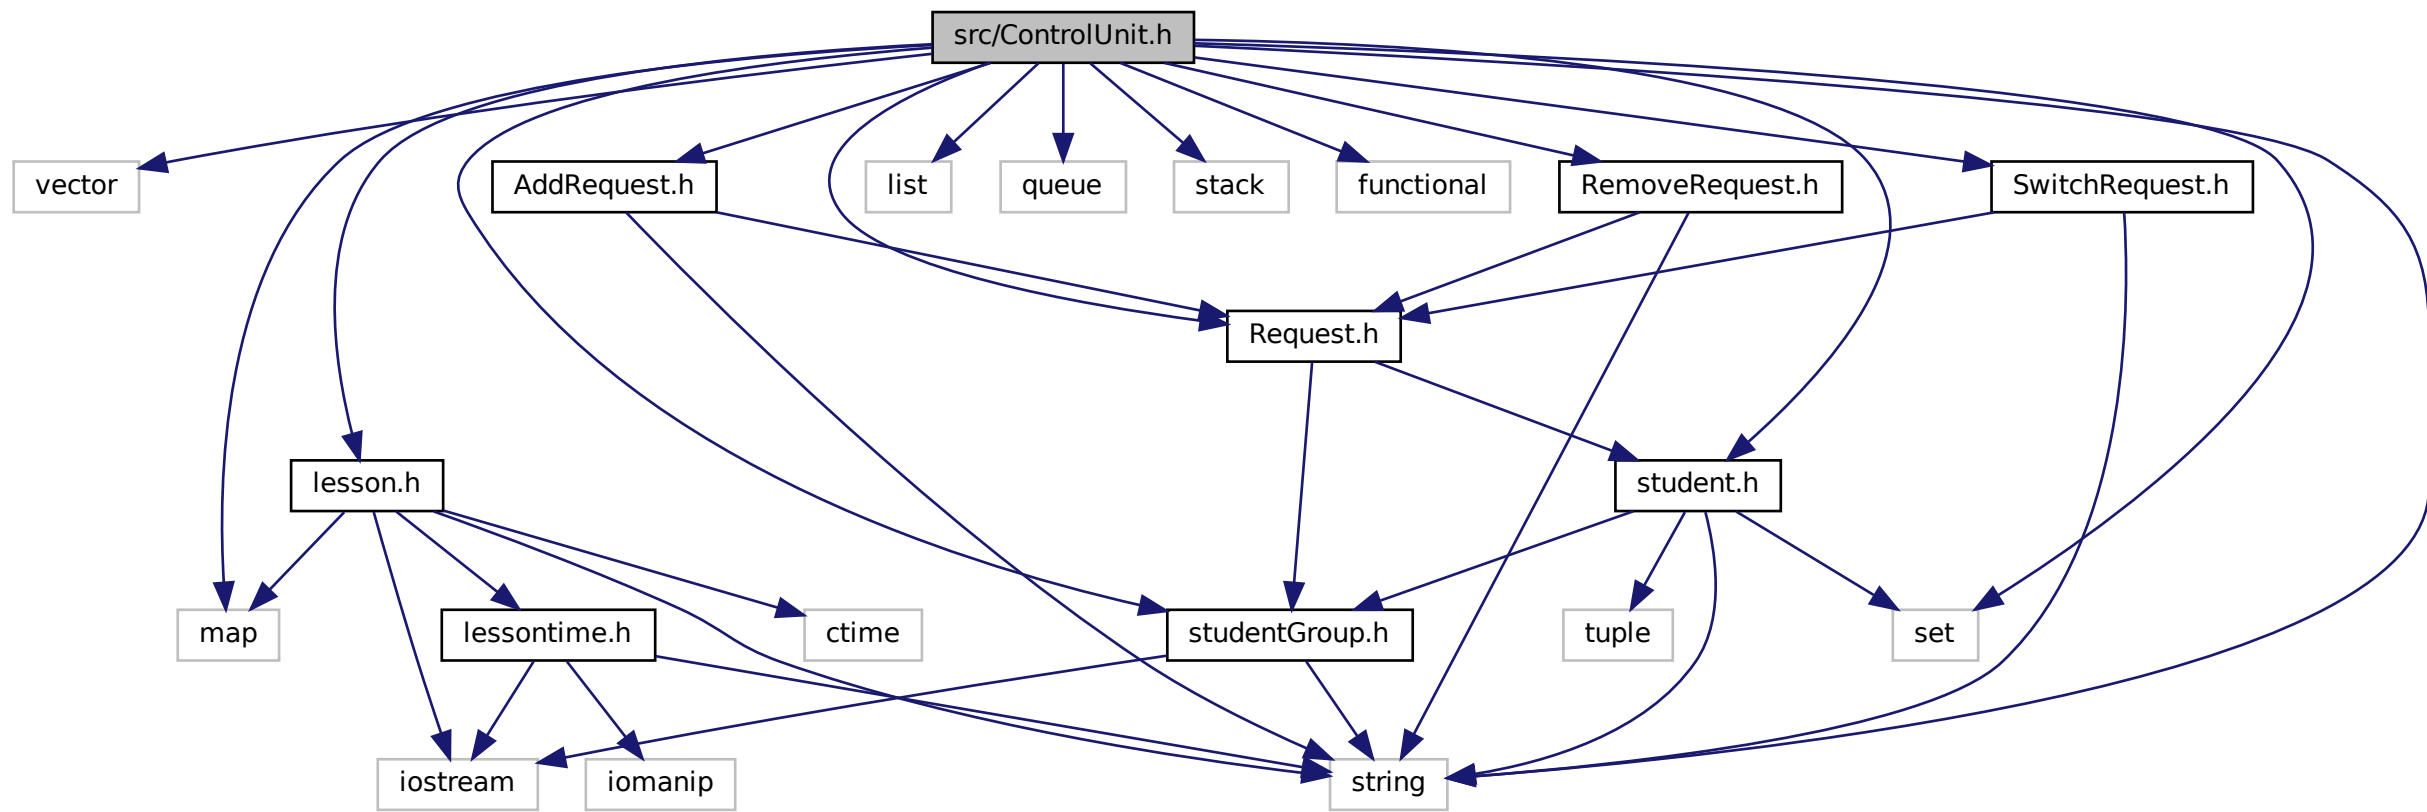 src/ControlUnit.h
vector
AddRequest.h
list
queue
stack
functional
RemoveRequest.h
SwitchRequest.h
Request.h
lesson.h
student.h
map
lessontime.h
ctime
studentGroup.h
tuple
set
iostream
iomanip
string